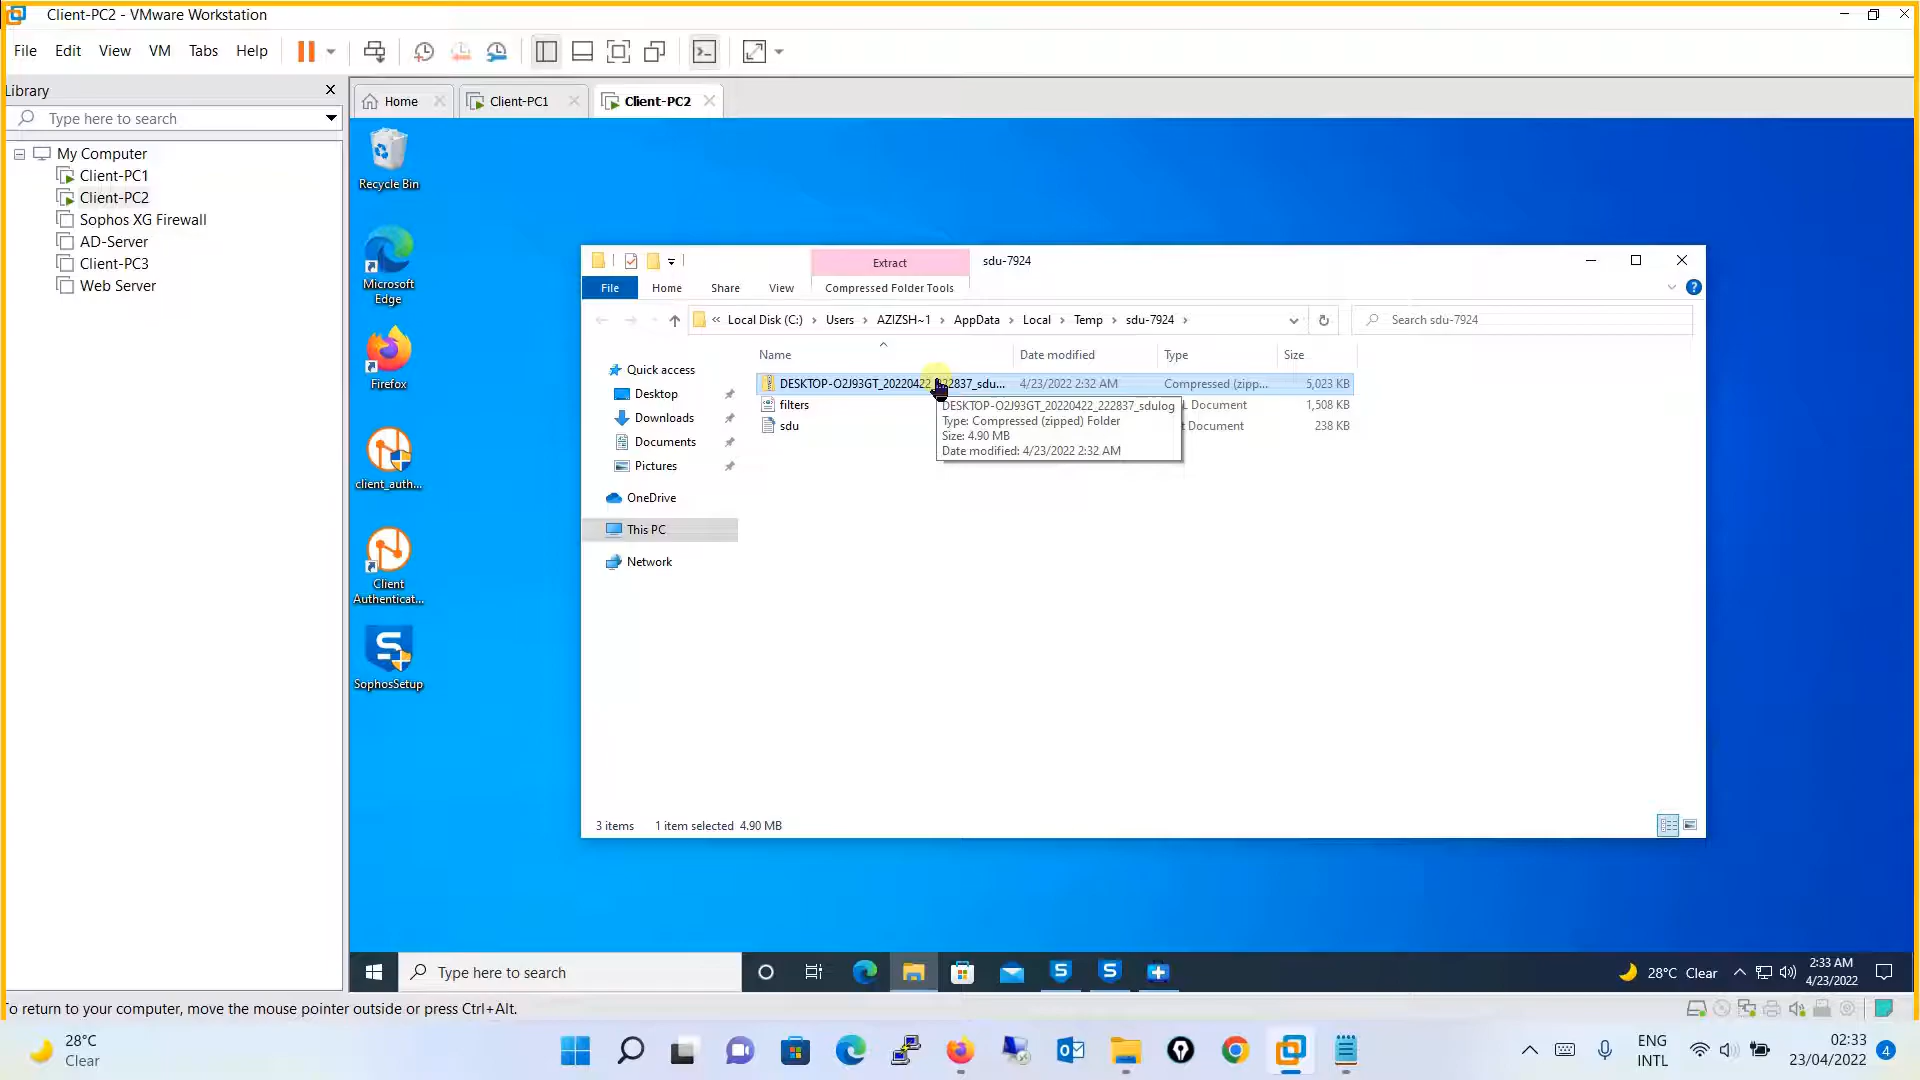 Client-PC2 - VMware Workstation
File Edit View VM Tabs Help
Library
Type here to search
My Computer
Client-PC1
Client-PC2
Sophos XG Firewall
AD-Server
Client-PC3
Web Server
Home
Client-PC1
Client-PC2
Recycle Bin
Microsoft
Edge
Firefox
client_auth...
Client
Authenticat...
SophosSetup
Extract
sdu-7924
File Home Share View Compressed Folder Tools
« Local Disk (C:) › Users › AZIZSH~1 › AppData › Local › Temp › sdu-7924 ›
Search sdu-7924
Quick access
Desktop
Downloads
Documents
Pictures
OneDrive
This PC
Network
Name Date modified Type Size
DESKTOP-O2J93GT_20220422_222837_sdu... 4/23/2022 2:32 AM Compressed (zipp... 5,023 KB
filters L Document 1,508 KB
sdu t Document 238 KB
DESKTOP-O2J93GT_20220422_222837_sdulog
Type: Compressed (zipped) Folder
Size: 4.90 MB
Date modified: 4/23/2022 2:32 AM
3 items 1 item selected 4.90 MB
Type here to search
28°C Clear
2:33 AM
4/23/2022
To return to your computer, move the mouse pointer outside or press Ctrl+Alt.
28°C
Clear
ENG
INTL
02:33
23/04/2022
4